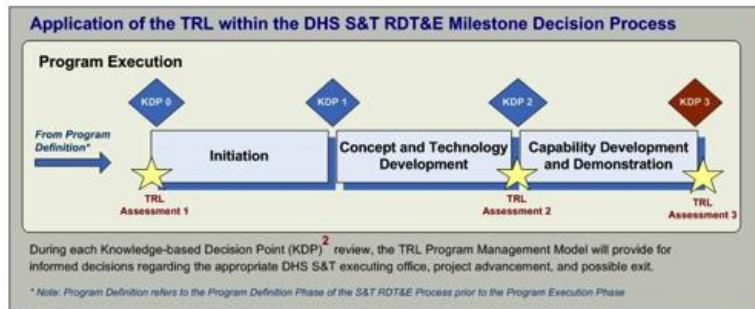 Application of the TRL within the DHS S&T RDT&E Milestone Decision Process
Program Execution
KDP 0
KDP 1
KDP 2
KDP 3
From Program
Definition*
Initiation
Concept and Technology
Development
Capability Development
and Demonstration
TRL
Assessment 1
TRL
Assessment 2
TRL
Assessment 3
During each Knowledge-based Decision Point (KDP)2 review, the TRL Program Management Model will provide for
informed decisions regarding the appropriate DHS S&T executing office, project advancement, and possible exit.
* Note: Program Definition refers to the Program Definition Phase of the S&T RDT&E Process prior to the Program Execution Phase